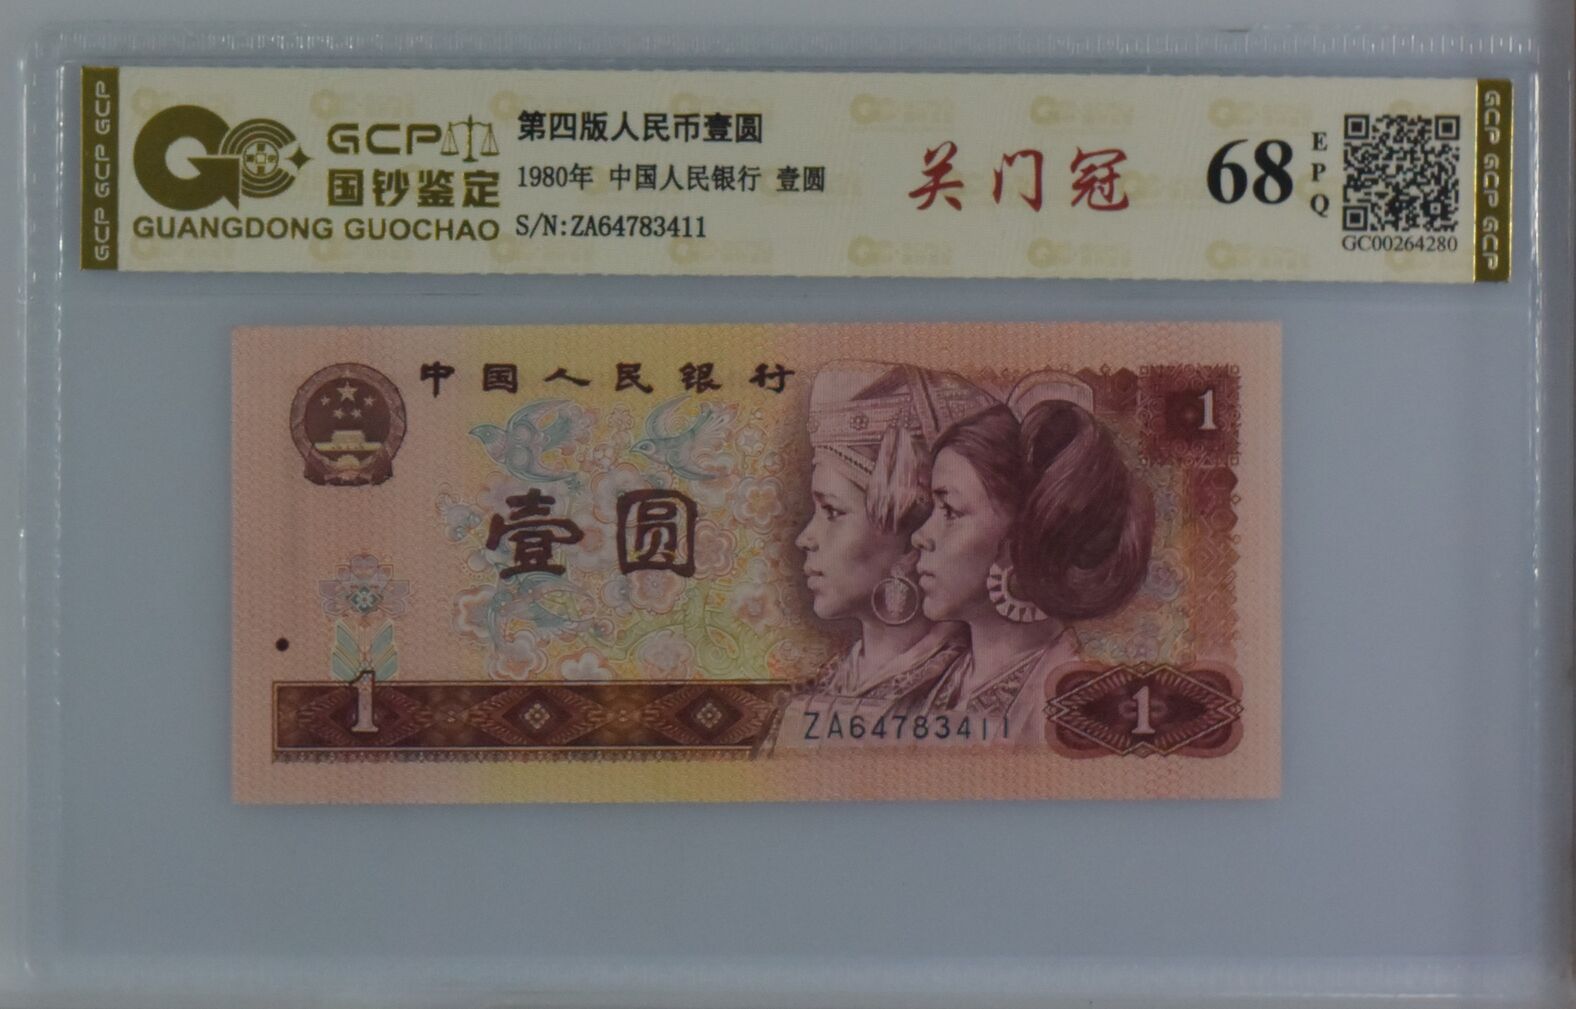 GCP
国钞鉴定
GUANGDONG GUOCHAO
第四版人民币壹圆
1980年 中国人民银行 壹圆
S/N:ZA64783411
关门冠
68
EPQ
GC00264280
GCP GCP GCP
GCP GCP GCP
中国人民银行
1
壹圆
1
ZA64783411
1